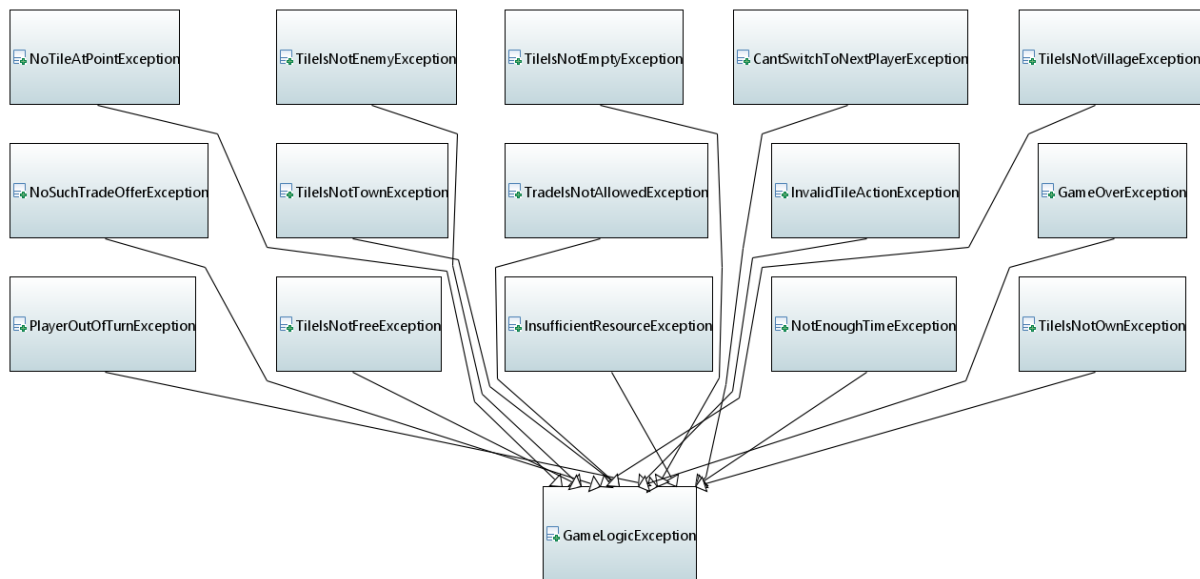 NoTileAtPointException
TileIsNotEnemyException
TileIsNotEmptyException
CantSwitchToNextPlayerException
TileIsNotVillageException
NoSuchTradeOfferException
TileIsNotTownException
TradeIsNotAllowedException
InvalidTileActionException
GameOverException
PlayerOutOfTurnException
TileIsNotFreeException
InsufficientResourceException
NotEnoughTimeException
TileIsNotOwnException
GameLogicException